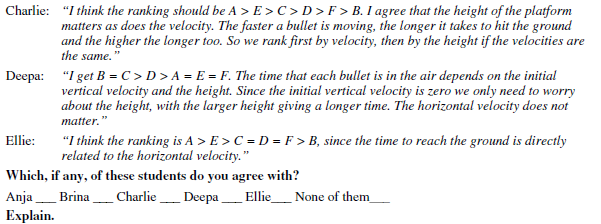 Charlie: "I think the ranking should be A > E > C > D > F > B. I agree that the height of the platform
matters as does the velocity. The faster a bullet is moving, the longer it takes to hit the ground
and the higher the longer too. So we rank first by velocity, then by the height if the velocities are
the same."
Deepa: "I get B = C > D > A = E = F. The time that each bullet is in the air depends on the initial
vertical velocity and the height. Since the initial vertical velocity is zero we only need to worry
about the height, with the larger height giving a longer time. The horizontal velocity does not
matter."
Ellie: "I think the ranking is A > E > C = D = F > B, since the time to reach the ground is directly
related to the horizontal velocity."
Which, if any, of these students do you agree with?
Anja ___ Brina ___ Charlie ___ Deepa ___ Ellie___ None of them___
Explain.